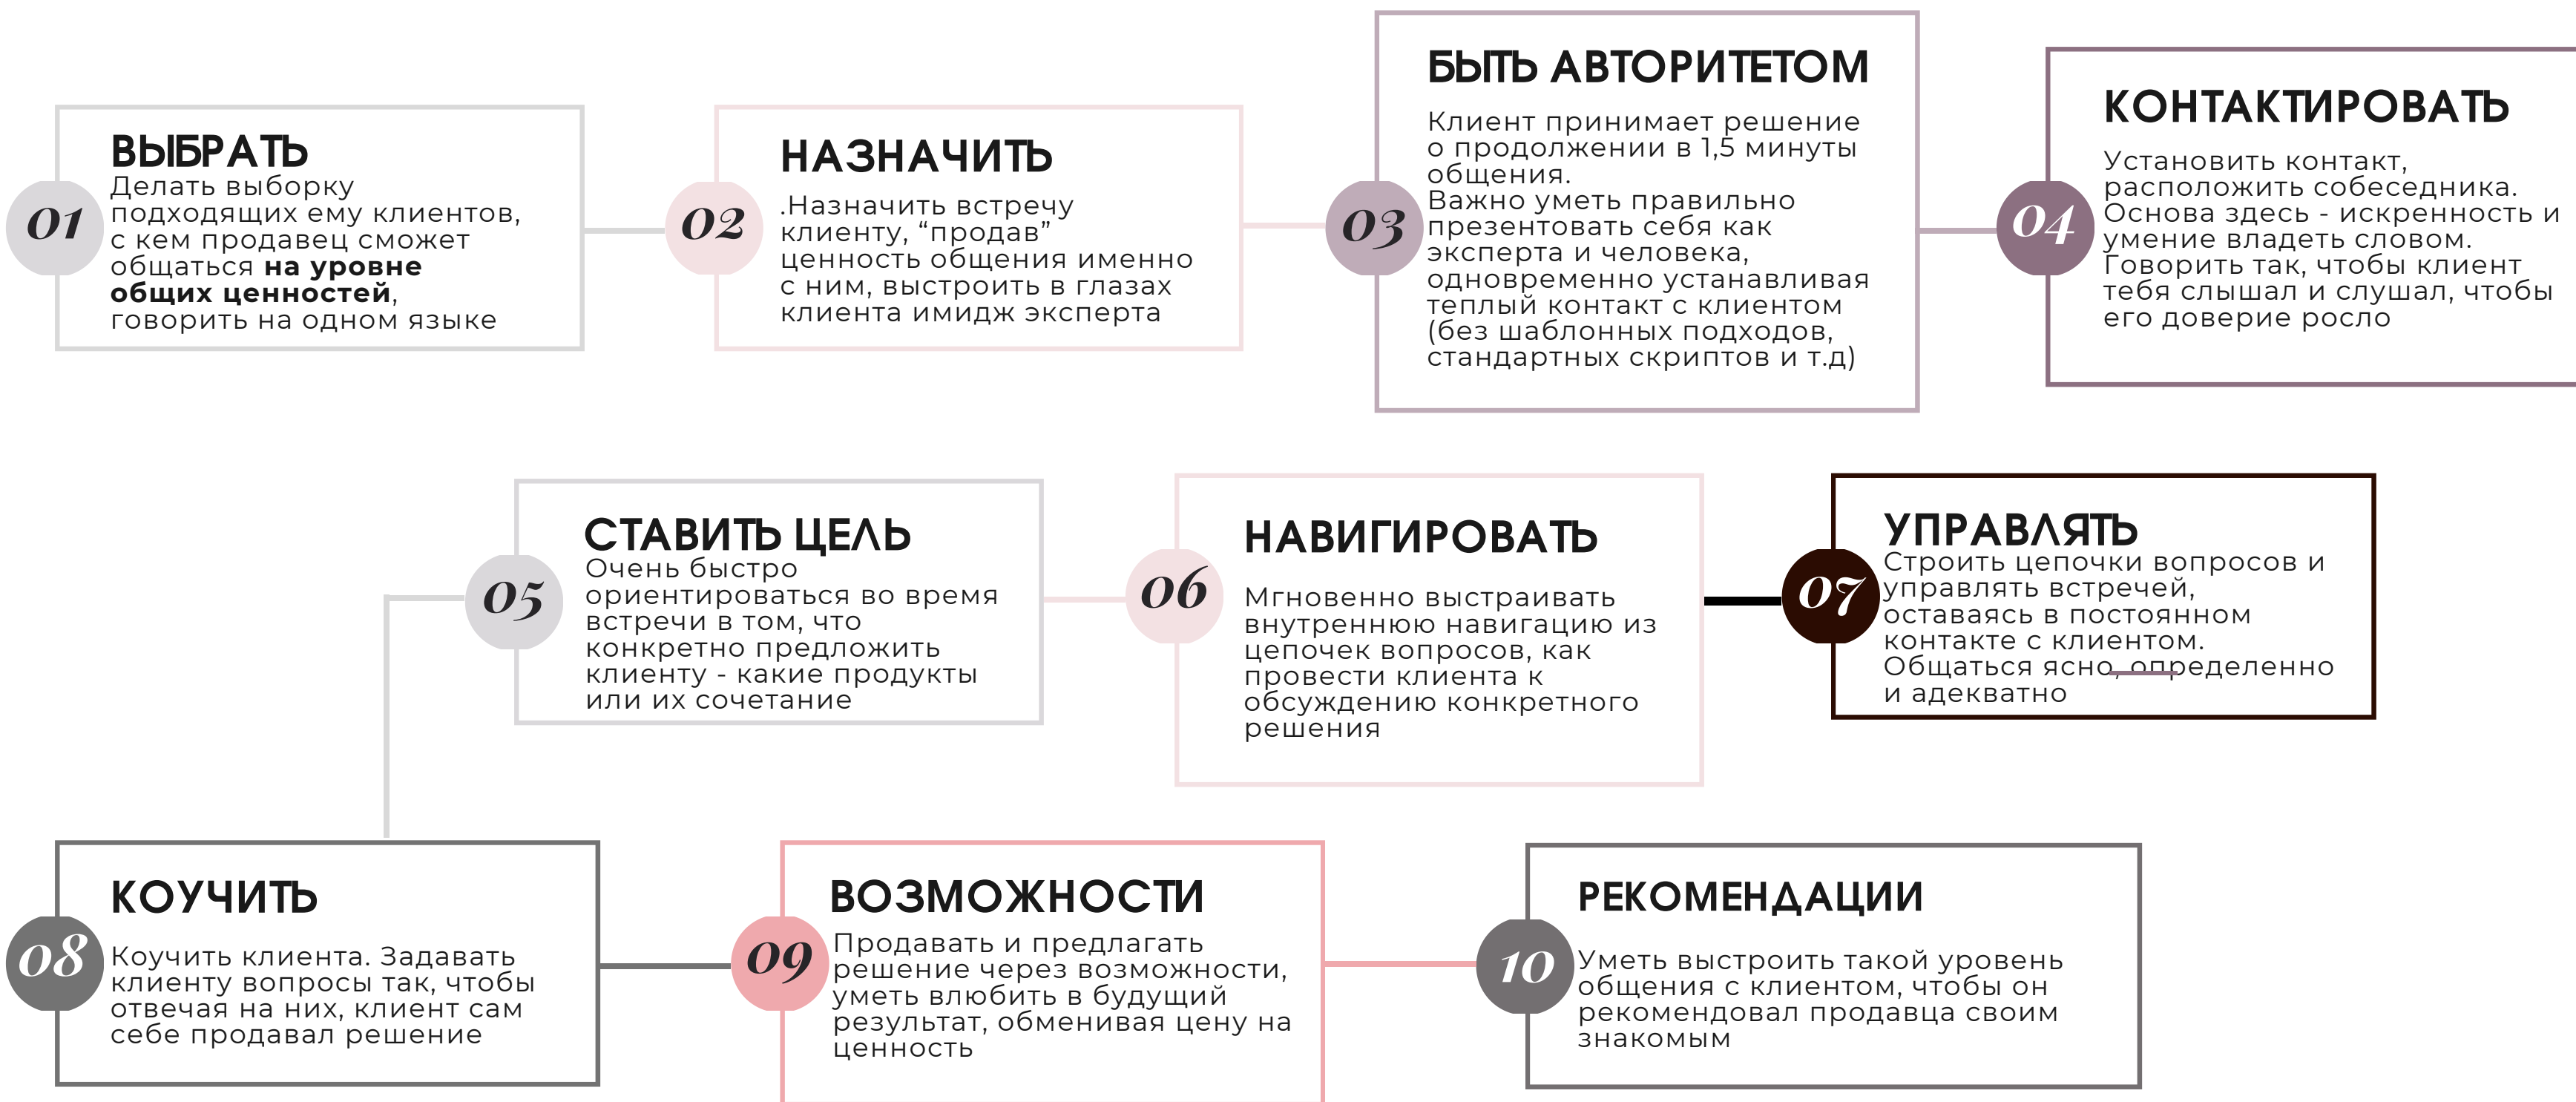 01
ВЫБРАТЬ
Делать выборку
подходящих ему клиентов,
с кем продавец сможет
общаться на уровне
общих ценностей,
говорить на одном языке
02
НАЗНАЧИТЬ
.Назначить встречу
клиенту, “продав”
ценность общения именно
с ним, выстроить в глазах
клиента имидж эксперта
03
БЫТЬ АВТОРИТЕТОМ
Клиент принимает решение
о продолжении в 1,5 минуты
общения.
Важно уметь правильно
презентовать себя как
эксперта и человека,
одновременно устанавливая
теплый контакт с клиентом
(без шаблонных подходов,
стандартных скриптов и т.д)
04
КОНТАКТИРОВАТЬ
Установить контакт,
расположить собеседника.
Основа здесь - искренность и
умение владеть словом.
Говорить так, чтобы клиент
тебя слышал и слушал, чтобы
его доверие росло
05
СТАВИТЬ ЦЕЛЬ
Очень быстро
ориентироваться во время
встречи в том, что
конкретно предложить
клиенту - какие продукты
или их сочетание
06
НАВИГИРОВАТЬ
Мгновенно выстраивать
внутреннюю навигацию из
цепочек вопросов, как
провести клиента к
обсуждению конкретного
решения
07
УПРАВЛЯТЬ
Строить цепочки вопросов и
управлять встречей,
оставаясь в постоянном
контакте с клиентом.
Общаться ясно, определенно
и адекватно
08
КОУЧИТЬ
Коучить клиента. Задавать
клиенту вопросы так, чтобы
отвечая на них, клиент сам
себе продавал решение
09
ВОЗМОЖНОСТИ
Продавать и предлагать
решение через возможности,
уметь влюбить в будущий
результат, обменивая цену на
ценность
10
РЕКОМЕНДАЦИИ
Уметь выстроить такой уровень
общения с клиентом, чтобы он
рекомендовал продавца своим
знакомым